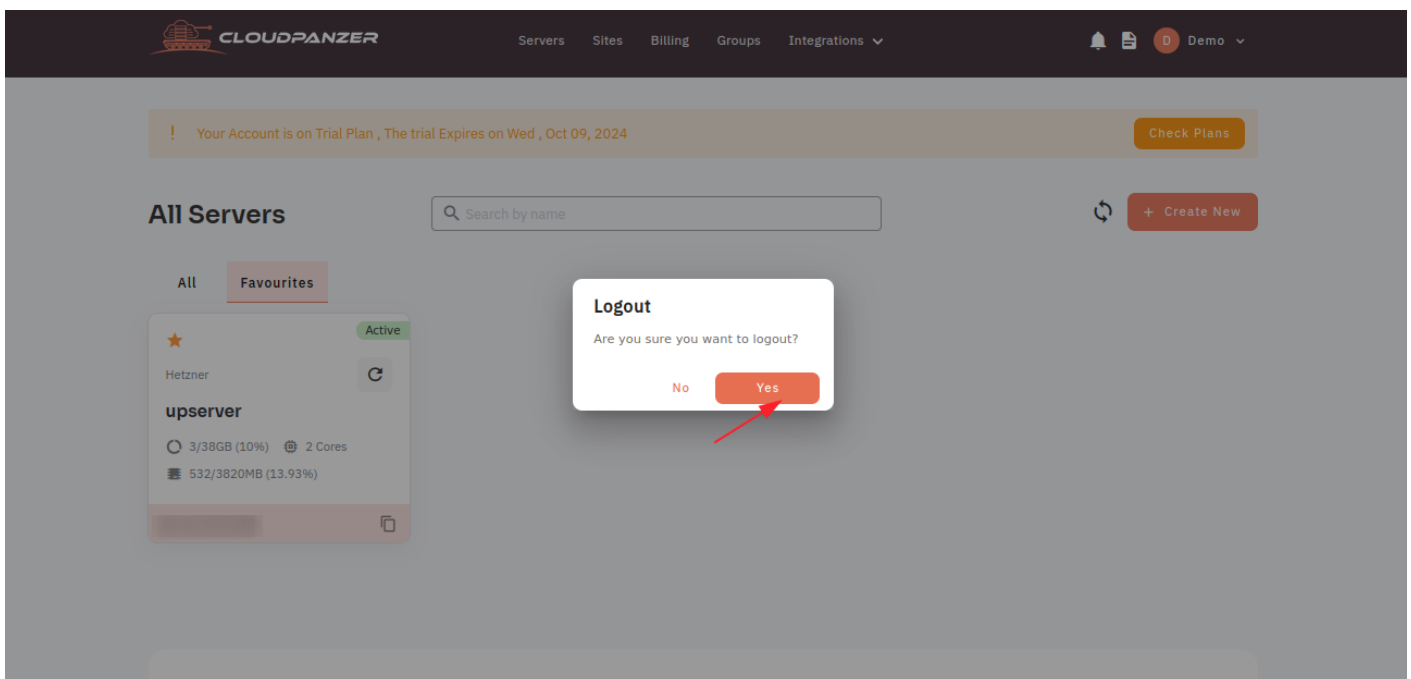 CLOUDPANZER
Servers Sites Billing Groups Integrations
D Demo
! Your Account is on Trial Plan , The trial Expires on Wed , Oct 09, 2024
Check Plans
All Servers
Search by name
+ Create New
All Favourites
Active
Hetzner
upserver
3/38GB (10%) 2 Cores
532/3820MB (13.93%)
Logout
Are you sure you want to logout?
No Yes